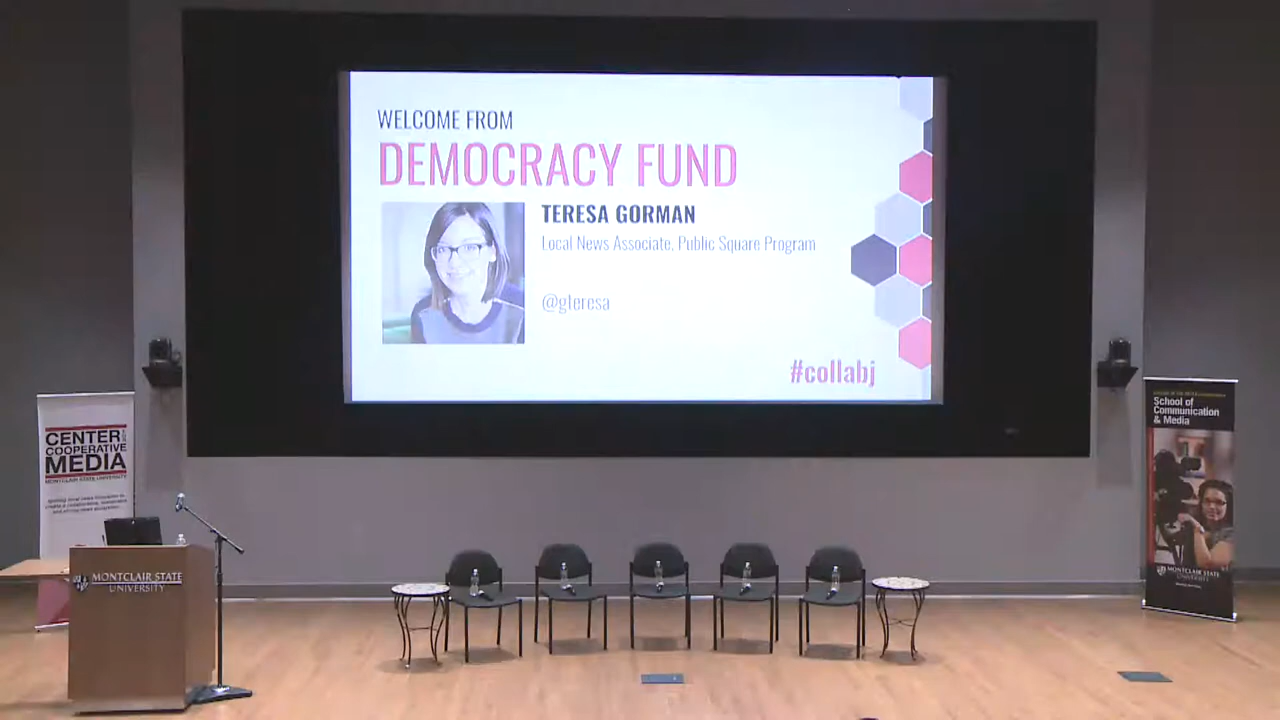 WELCOME FROM
DEMOCRACY FUND
TERESA GORMAN
Local News Associate, Public Square Program
@gteresa
#collabj
CENTER
COOPERATIVE
MEDIA
MONTCLAIR STATE UNIVERSITY
MONTCLAIR STATE
UNIVERSITY
School of
Communication
& Media
MONTCLAIR STATE
UNIVERSITY